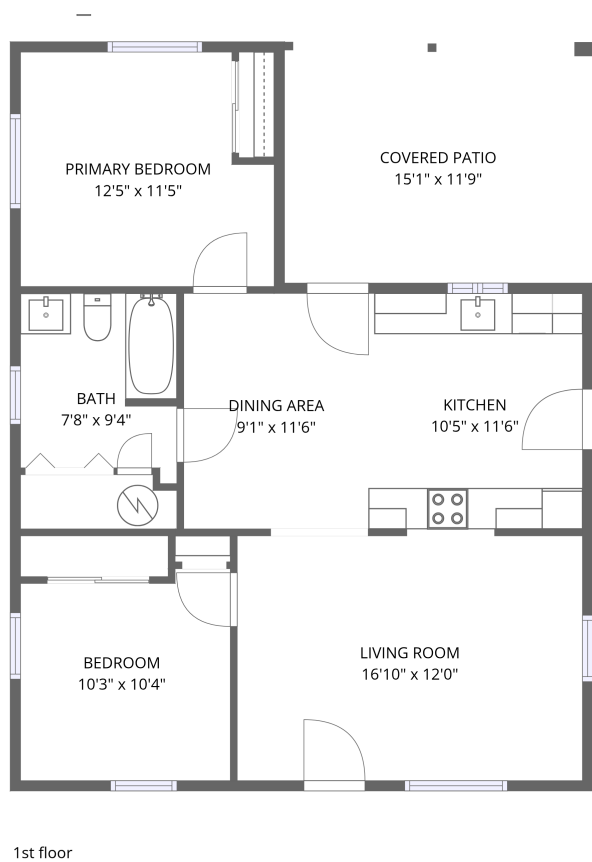 PRIMARY BEDROOM
12'5" x 11'5"
COVERED PATIO
15'1" x 11'9"
BATH
7'8" x 9'4"
DINING AREA
9'1" x 11'6"
KITCHEN
10'5" x 11'6"
BEDROOM
10'3" x 10'4"
LIVING ROOM
16'10" x 12'0"
1st floor